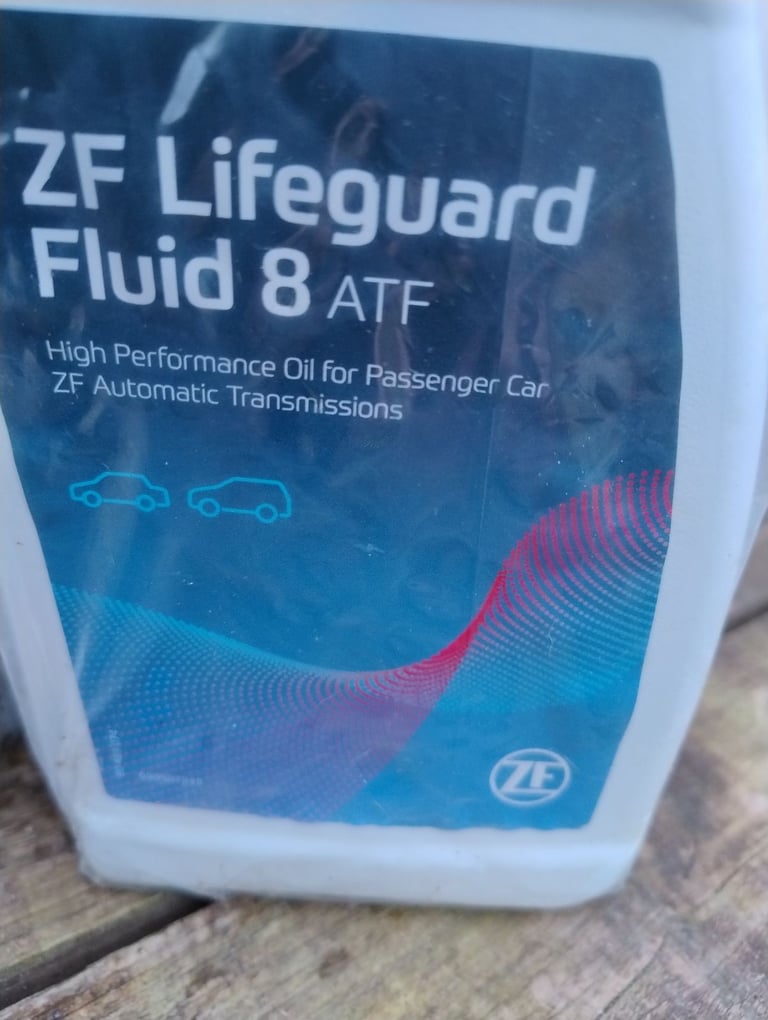 ZF Lifeguard
Fluid 8 ATF
High Performance Oil for Passenger Car
ZF Automatic Transmissions
ZF